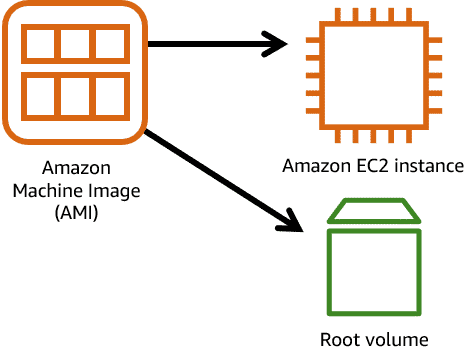 Amazon
Machine Image
(AMI)
Amazon EC2 instance
Root volume